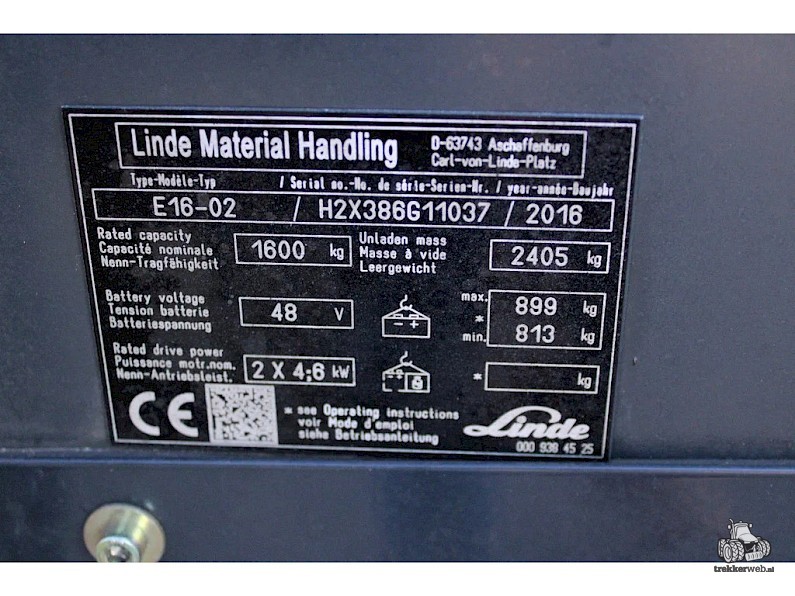 Linde Material Handling
D-63743 Aschaffenburg
Carl-von-Linde-Platz
Type-Modèle-Typ / Serial no.-No. de série-Serien-Nr. / year-année-Baujahr
E16-02 / H2X386G11037 / 2016
Rated capacity
Capacité nominale
Nenn-Tragfähigkeit
1600 kg
Unladen mass
Masse à vide
Leergewicht
2405 kg
Battery voltage
Tension batterie
Batteriespannung
48 V
- +
max. 899 kg
*
min. 813 kg
Rated drive power
Puissance motr.nom.
Nenn-Antriebsleist.
2 X 4,6 kW
* kg
CE
* see Operating instructions
voir Mode d'emploi
siehe Betriebsanleitung
Linde
000 938 45 25
trekkerweb.nl